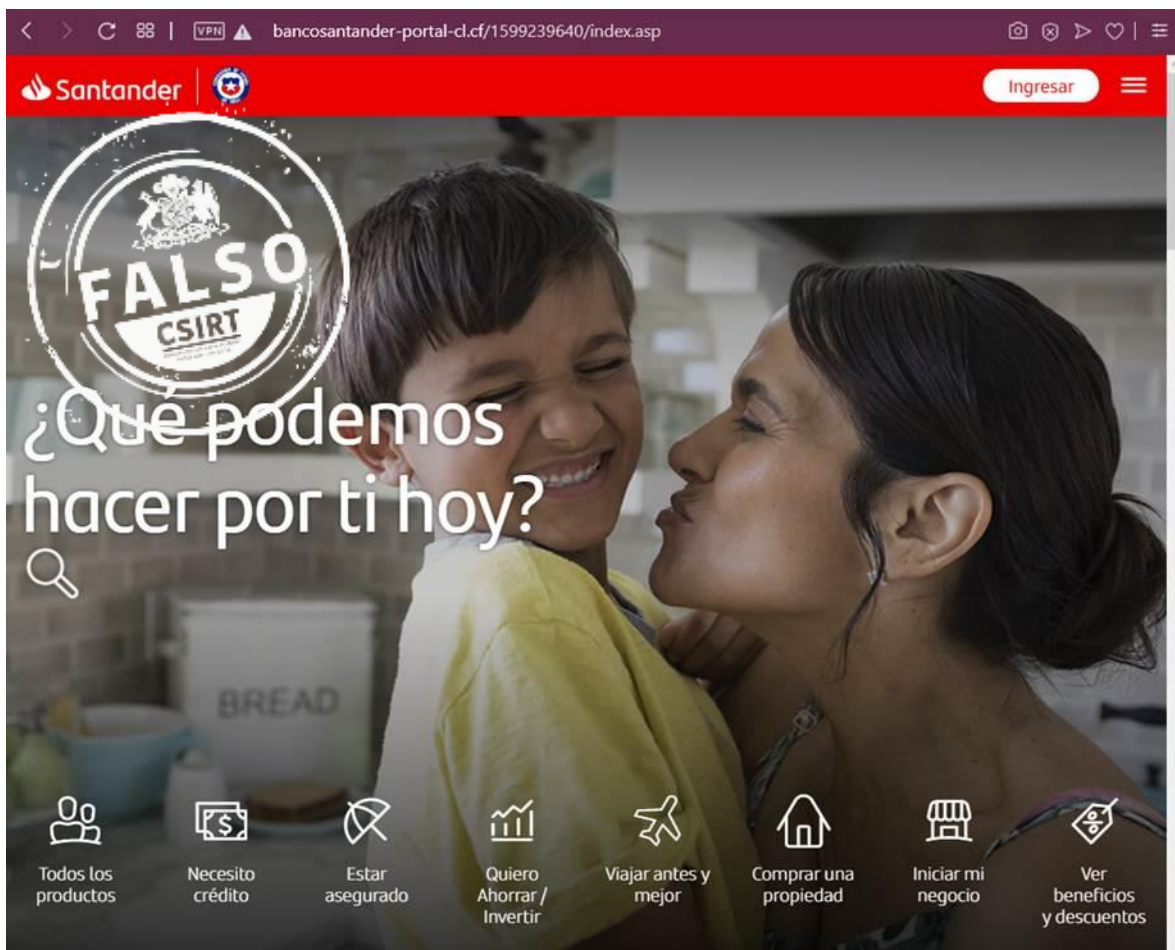 VPN bancosantander-portal-cl.cf/1599239640/index.asp
Santander
Ingresar
FALSO
CSIRT
¿Qué podemos
hacer por ti hoy?
BREAD
Todos los
productos
Necesito
crédito
Estar
asegurado
Quiero
Ahorrar /
Invertir
Viajar antes y
mejor
Comprar una
propiedad
Iniciar mi
negocio
Ver
beneficios
y descuentos